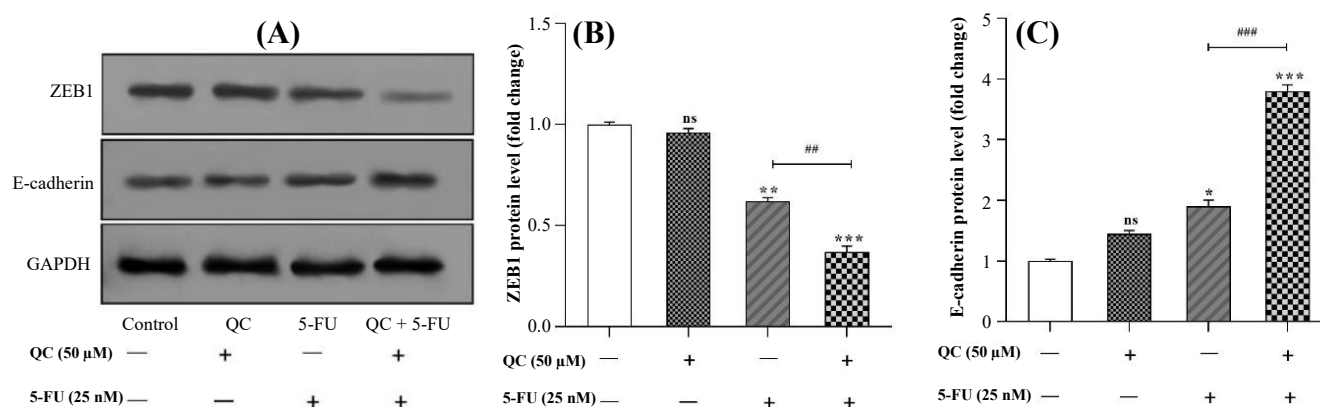 (A)
ZEB1
E-cadherin
GAPDH
Control QC 5-FU QC + 5-FU
QC (50 µM) — + — +
5-FU (25 nM) — — + +
(B)
ZEB1 protein level (fold change)
1.5
1.0
0.5
0.0
ns
**
##
***
QC (50 µM) — + — +
5-FU (25 nM) — — + +
(C)
E-cadherin protein level (fold change)
5
4
3
2
1
0
ns
*
###
***
QC (50 µM) — + — +
5-FU (25 nM) — — + +